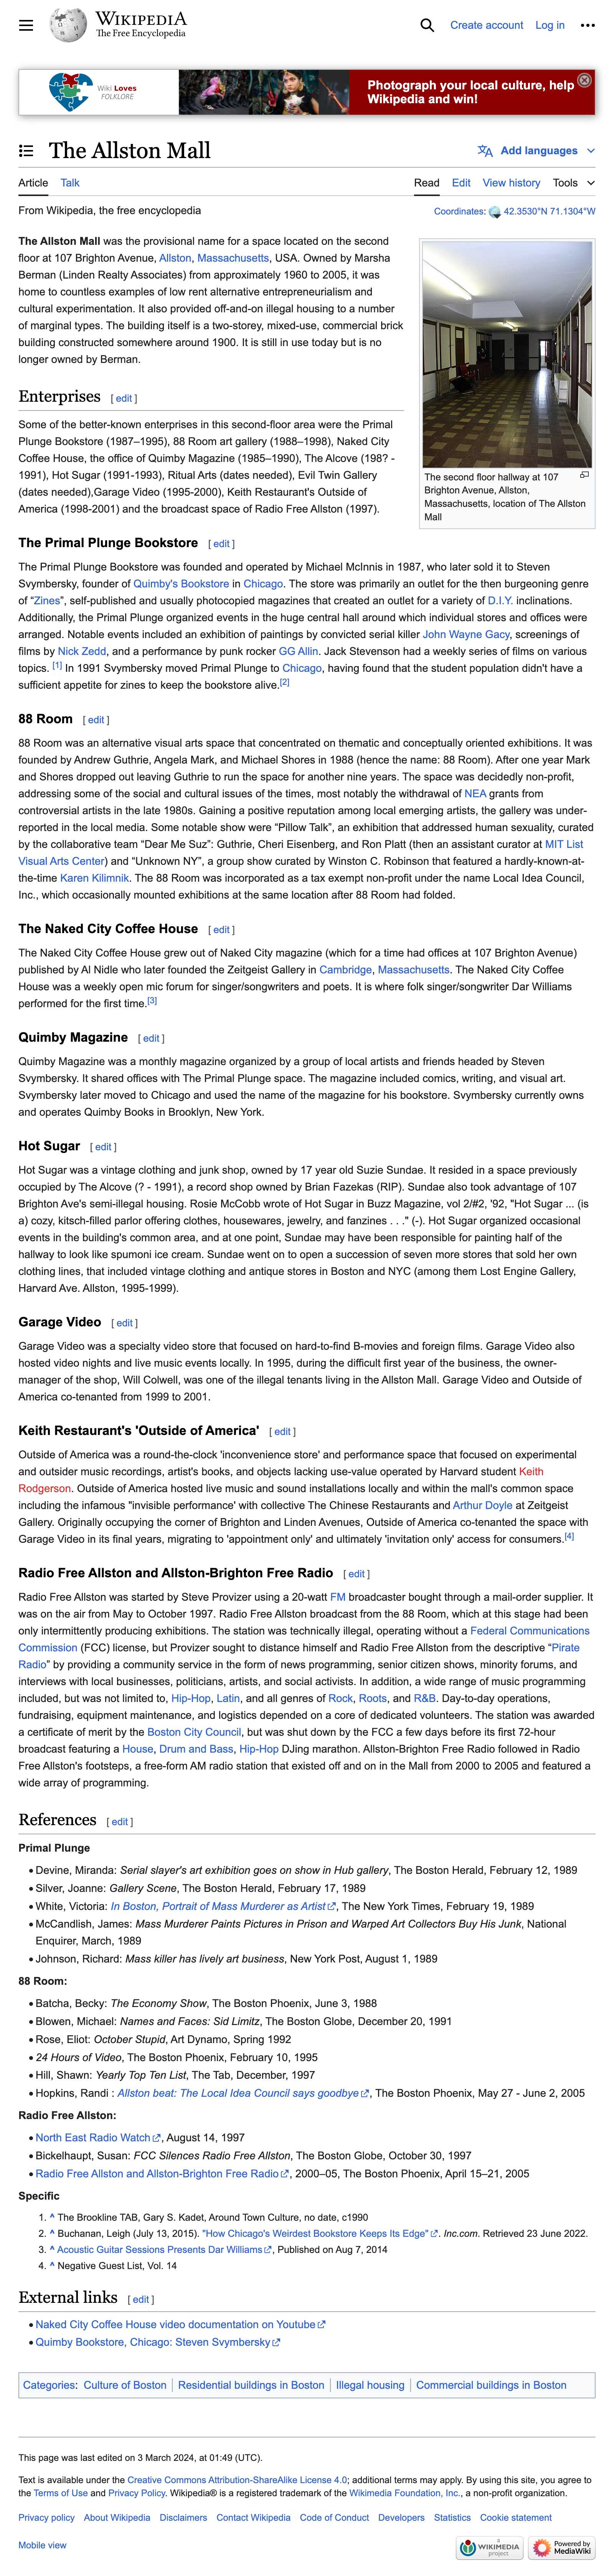 WIKIPEDIA
The Free Encyclopedia
Create account Log in
Wiki Loves
FOLKLORE
Photograph your local culture, help
Wikipedia and win!
The Allston Mall
Add languages
Article Talk Read Edit View history Tools
From Wikipedia, the free encyclopedia
Coordinates: 42.3530°N 71.1304°W
The Allston Mall was the provisional name for a space located on the second
floor at 107 Brighton Avenue, Allston, Massachusetts, USA. Owned by Marsha
Berman (Linden Realty Associates) from approximately 1960 to 2005, it was
home to countless examples of low rent alternative entrepreneurialism and
cultural experimentation. It also provided off-and-on illegal housing to a number
of marginal types. The building itself is a two-storey, mixed-use, commercial brick
building constructed somewhere around 1900. It is still in use today but is no
longer owned by Berman.
The second floor hallway at 107
Brighton Avenue, Allston,
Massachusetts, location of The Allston
Mall
Enterprises [ edit ]
Some of the better-known enterprises in this second-floor area were the Primal
Plunge Bookstore (1987–1995), 88 Room art gallery (1988–1998), Naked City
Coffee House, the office of Quimby Magazine (1985–1990), The Alcove (198? -
1991), Hot Sugar (1991-1993), Ritual Arts (dates needed), Evil Twin Gallery
(dates needed),Garage Video (1995-2000), Keith Restaurant's Outside of
America (1998-2001) and the broadcast space of Radio Free Allston (1997).
The Primal Plunge Bookstore [ edit ]
The Primal Plunge Bookstore was founded and operated by Michael McInnis in 1987, who later sold it to Steven
Svymbersky, founder of Quimby's Bookstore in Chicago. The store was primarily an outlet for the then burgeoning genre
of “Zines”, self-published and usually photocopied magazines that created an outlet for a variety of D.I.Y. inclinations.
Additionally, the Primal Plunge organized events in the huge central hall around which individual stores and offices were
arranged. Notable events included an exhibition of paintings by convicted serial killer John Wayne Gacy, screenings of
films by Nick Zedd, and a performance by punk rocker GG Allin. Jack Stevenson had a weekly series of films on various
topics. [1] In 1991 Svymbersky moved Primal Plunge to Chicago, having found that the student population didn't have a
sufficient appetite for zines to keep the bookstore alive.[2]
88 Room [ edit ]
88 Room was an alternative visual arts space that concentrated on thematic and conceptually oriented exhibitions. It was
founded by Andrew Guthrie, Angela Mark, and Michael Shores in 1988 (hence the name: 88 Room). After one year Mark
and Shores dropped out leaving Guthrie to run the space for another nine years. The space was decidedly non-profit,
addressing some of the social and cultural issues of the times, most notably the withdrawal of NEA grants from
controversial artists in the late 1980s. Gaining a positive reputation among local emerging artists, the gallery was under-
reported in the local media. Some notable show were “Pillow Talk”, an exhibition that addressed human sexuality, curated
by the collaborative team “Dear Me Suz”: Guthrie, Cheri Eisenberg, and Ron Platt (then an assistant curator at MIT List
Visual Arts Center) and “Unknown NY”, a group show curated by Winston C. Robinson that featured a hardly-known-at-
the-time Karen Kilimnik. The 88 Room was incorporated as a tax exempt non-profit under the name Local Idea Council,
Inc., which occasionally mounted exhibitions at the same location after 88 Room had folded.
The Naked City Coffee House [ edit ]
The Naked City Coffee House grew out of Naked City magazine (which for a time had offices at 107 Brighton Avenue)
published by Al Nidle who later founded the Zeitgeist Gallery in Cambridge, Massachusetts. The Naked City Coffee
House was a weekly open mic forum for singer/songwriters and poets. It is where folk singer/songwriter Dar Williams
performed for the first time.[3]
Quimby Magazine [ edit ]
Quimby Magazine was a monthly magazine organized by a group of local artists and friends headed by Steven
Svymbersky. It shared offices with The Primal Plunge space. The magazine included comics, writing, and visual art.
Svymbersky later moved to Chicago and used the name of the magazine for his bookstore. Svymbersky currently owns
and operates Quimby Books in Brooklyn, New York.
Hot Sugar [ edit ]
Hot Sugar was a vintage clothing and junk shop, owned by 17 year old Suzie Sundae. It resided in a space previously
occupied by The Alcove (? - 1991), a record shop owned by Brian Fazekas (RIP). Sundae also took advantage of 107
Brighton Ave's semi-illegal housing. Rosie McCobb wrote of Hot Sugar in Buzz Magazine, vol 2/#2, '92, "Hot Sugar ... (is
a) cozy, kitsch-filled parlor offering clothes, housewares, jewelry, and fanzines . . ." (-). Hot Sugar organized occasional
events in the building's common area, and at one point, Sundae may have been responsible for painting half of the
hallway to look like spumoni ice cream. Sundae went on to open a succession of seven more stores that sold her own
clothing lines, that included vintage clothing and antique stores in Boston and NYC (among them Lost Engine Gallery,
Harvard Ave. Allston, 1995-1999).
Garage Video [ edit ]
Garage Video was a specialty video store that focused on hard-to-find B-movies and foreign films. Garage Video also
hosted video nights and live music events locally. In 1995, during the difficult first year of the business, the owner-
manager of the shop, Will Colwell, was one of the illegal tenants living in the Allston Mall. Garage Video and Outside of
America co-tenanted from 1999 to 2001.
Keith Restaurant's 'Outside of America' [ edit ]
Outside of America was a round-the-clock 'inconvenience store' and performance space that focused on experimental
and outsider music recordings, artist's books, and objects lacking use-value operated by Harvard student Keith
Rodgerson. Outside of America hosted live music and sound installations locally and within the mall's common space
including the infamous "invisible performance' with collective The Chinese Restaurants and Arthur Doyle at Zeitgeist
Gallery. Originally occupying the corner of Brighton and Linden Avenues, Outside of America co-tenanted the space with
Garage Video in its final years, migrating to 'appointment only' and ultimately 'invitation only' access for consumers.[4]
Radio Free Allston and Allston-Brighton Free Radio [ edit ]
Radio Free Allston was started by Steve Provizer using a 20-watt FM broadcaster bought through a mail-order supplier. It
was on the air from May to October 1997. Radio Free Allston broadcast from the 88 Room, which at this stage had been
only intermittently producing exhibitions. The station was technically illegal, operating without a Federal Communications
Commission (FCC) license, but Provizer sought to distance himself and Radio Free Allston from the descriptive “Pirate
Radio” by providing a community service in the form of news programming, senior citizen shows, minority forums, and
interviews with local businesses, politicians, artists, and social activists. In addition, a wide range of music programming
included, but was not limited to, Hip-Hop, Latin, and all genres of Rock, Roots, and R&B. Day-to-day operations,
fundraising, equipment maintenance, and logistics depended on a core of dedicated volunteers. The station was awarded
a certificate of merit by the Boston City Council, but was shut down by the FCC a few days before its first 72-hour
broadcast featuring a House, Drum and Bass, Hip-Hop DJing marathon. Allston-Brighton Free Radio followed in Radio
Free Allston's footsteps, a free-form AM radio station that existed off and on in the Mall from 2000 to 2005 and featured a
wide array of programming.
References [ edit ]
Primal Plunge
• Devine, Miranda: Serial slayer's art exhibition goes on show in Hub gallery, The Boston Herald, February 12, 1989
• Silver, Joanne: Gallery Scene, The Boston Herald, February 17, 1989
• White, Victoria: In Boston, Portrait of Mass Murderer as Artist, The New York Times, February 19, 1989
• McCandlish, James: Mass Murderer Paints Pictures in Prison and Warped Art Collectors Buy His Junk, National
Enquirer, March, 1989
• Johnson, Richard: Mass killer has lively art business, New York Post, August 1, 1989
88 Room:
• Batcha, Becky: The Economy Show, The Boston Phoenix, June 3, 1988
• Blowen, Michael: Names and Faces: Sid Limitz, The Boston Globe, December 20, 1991
• Rose, Eliot: October Stupid, Art Dynamo, Spring 1992
• 24 Hours of Video, The Boston Phoenix, February 10, 1995
• Hill, Shawn: Yearly Top Ten List, The Tab, December, 1997
• Hopkins, Randi : Allston beat: The Local Idea Council says goodbye, The Boston Phoenix, May 27 - June 2, 2005
Radio Free Allston:
• North East Radio Watch, August 14, 1997
• Bickelhaupt, Susan: FCC Silences Radio Free Allston, The Boston Globe, October 30, 1997
• Radio Free Allston and Allston-Brighton Free Radio, 2000–05, The Boston Phoenix, April 15–21, 2005
Specific
1. ^ The Brookline TAB, Gary S. Kadet, Around Town Culture, no date, c1990
2. ^ Buchanan, Leigh (July 13, 2015). "How Chicago's Weirdest Bookstore Keeps Its Edge". Inc.com. Retrieved 23 June 2022.
3. ^ Acoustic Guitar Sessions Presents Dar Williams, Published on Aug 7, 2014
4. ^ Negative Guest List, Vol. 14
External links [ edit ]
• Naked City Coffee House video documentation on Youtube
• Quimby Bookstore, Chicago: Steven Svymbersky
Categories: Culture of Boston | Residential buildings in Boston | Illegal housing | Commercial buildings in Boston
This page was last edited on 3 March 2024, at 01:49 (UTC).
Text is available under the Creative Commons Attribution-ShareAlike License 4.0; additional terms may apply. By using this site, you agree to
the Terms of Use and Privacy Policy. Wikipedia® is a registered trademark of the Wikimedia Foundation, Inc., a non-profit organization.
Privacy policy About Wikipedia Disclaimers Contact Wikipedia Code of Conduct Developers Statistics Cookie statement
Mobile view
A WIKIMEDIA project
Powered by MediaWiki